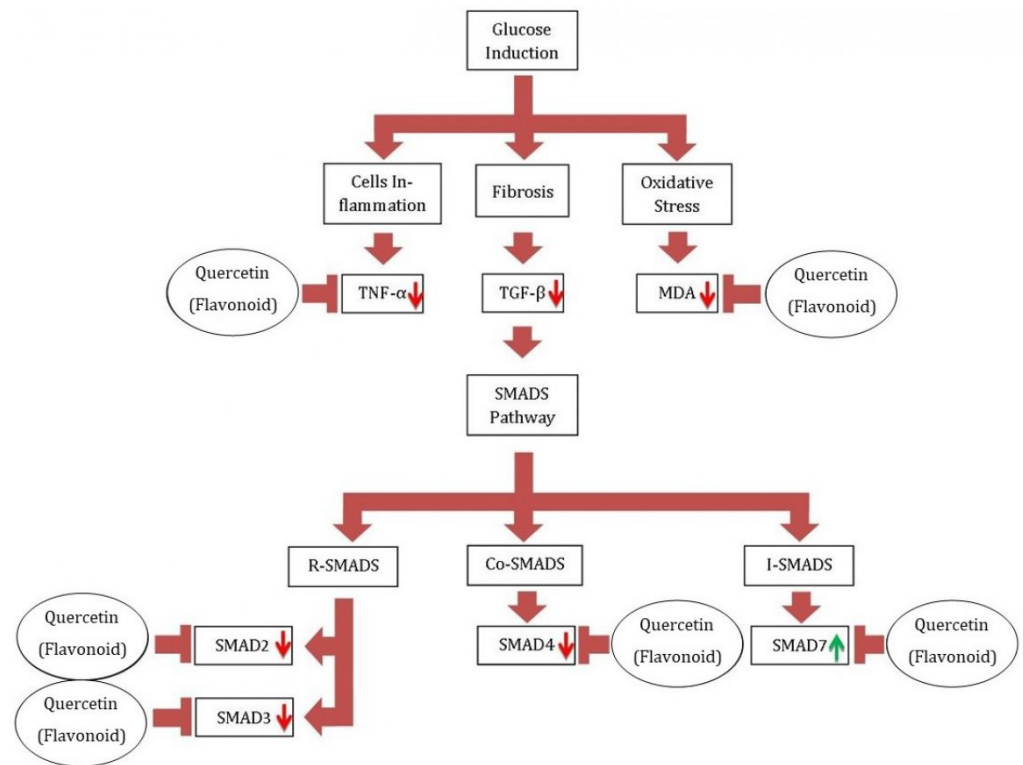 Glucose
Induction
Cells In-
flammation
Fibrosis
Oxidative
Stress
Quercetin
(Flavonoid)
TNF-α
TGF-β
MDA
Quercetin
(Flavonoid)
SMADS
Pathway
R-SMADS
Co-SMADS
I-SMADS
Quercetin
(Flavonoid)
SMAD2
SMAD4
Quercetin
(Flavonoid)
SMAD7
Quercetin
(Flavonoid)
Quercetin
(Flavonoid)
SMAD3